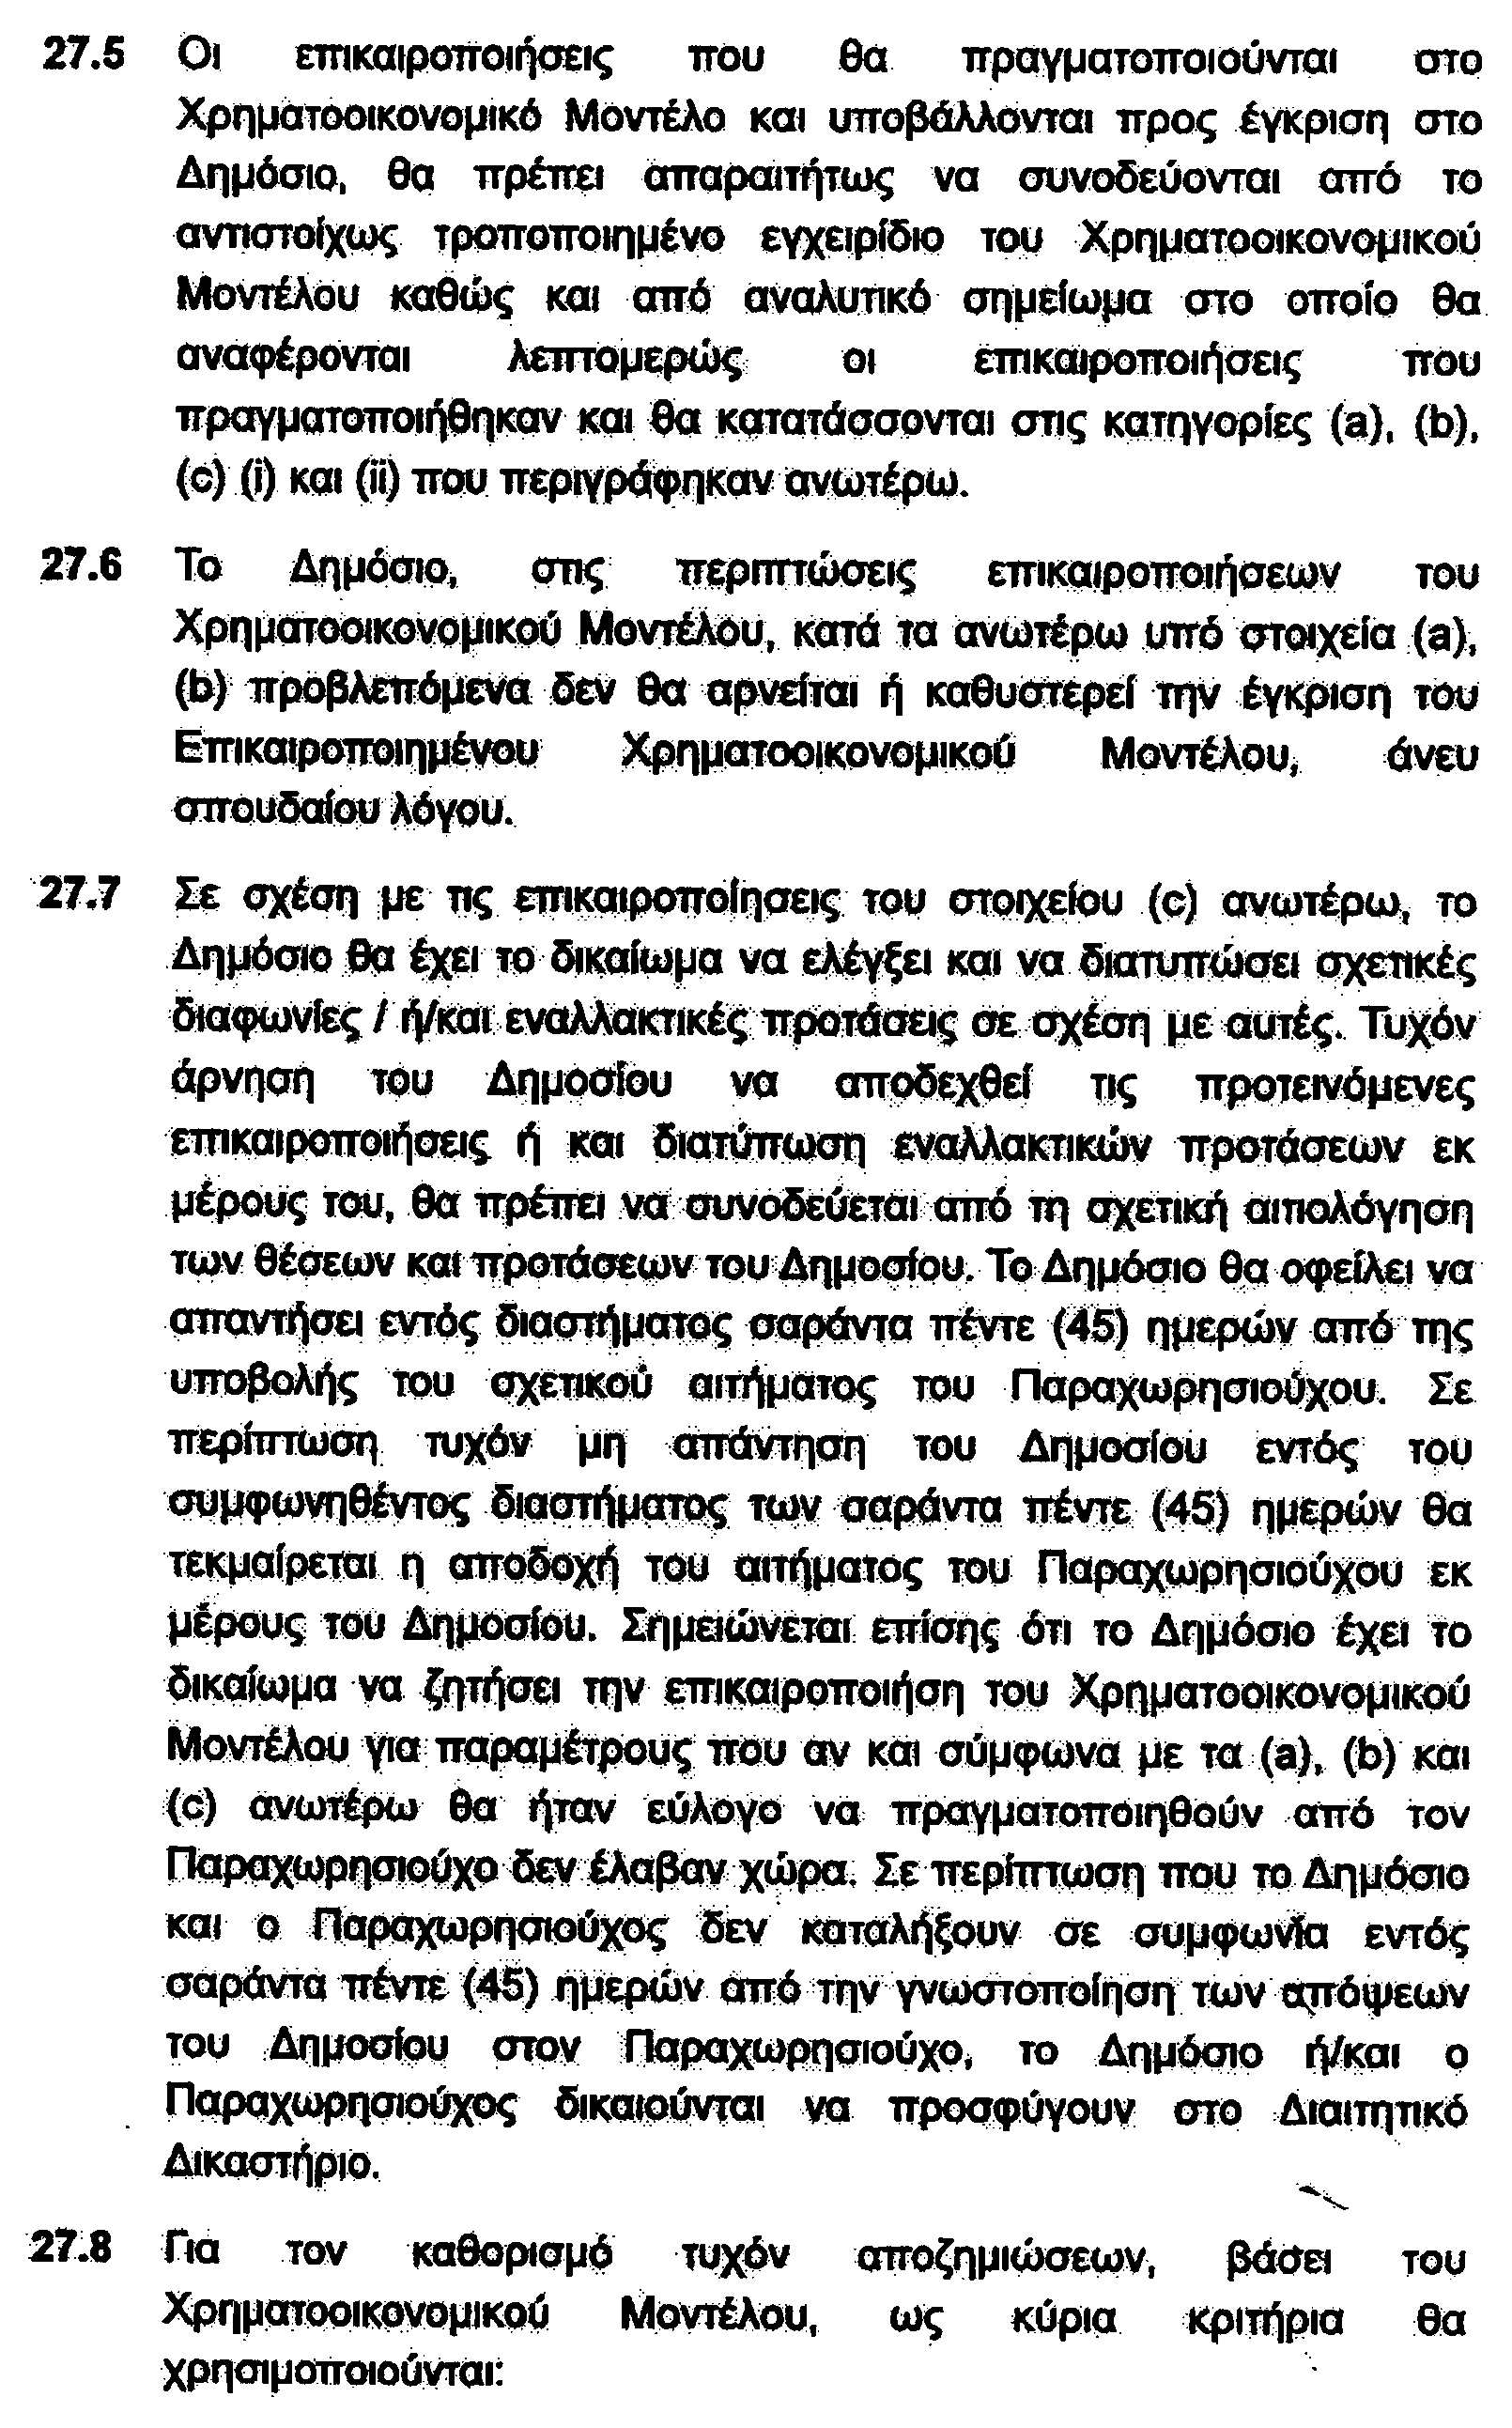 27.5 Οι επικαιροποιήσεις που θα πραγματοποιούνται στο
Χρηματοοικονομικό Μοντέλο και υποβάλλονται προς έγκριση στο
Δημόσιο, θα πρέπει απαραιτήτως να συνοδεύονται από το
αντιστοίχως τροποποιημένο εγχειρίδιο του Χρηματοοικονομικού
Μοντέλου καθώς και από αναλυτικό σημείωμα στο οποίο θα
αναφέρονται λεπτομερώς οι επικαιροποιήσεις που
πραγματοποιήθηκαν και θα κατατάσσονται στις κατηγορίες (a), (b),
(c) (i) και (ii) που περιγράφηκαν ανωτέρω.
27.6 Το Δημόσιο, στις περιπτώσεις επικαιροποιήσεων του
Χρηματοοικονομικού Μοντέλου, κατά τα ανωτέρω υπό στοιχεία (a),
(b) προβλεπόμενα δεν θα αρνείται ή καθυστερεί την έγκριση του
Επικαιροποιημένου Χρηματοοικονομικού Μοντέλου, άνευ
σπουδαίου λόγου.
27.7 Σε σχέση με τις επικαιροποίησεις του στοιχείου (c) ανωτέρω, το
Δημόσιο θα έχει το δικαίωμα να ελέγξει και να διατυπώσει σχετικές
διαφωνίες / ή/και εναλλακτικές προτάσεις σε σχέση με αυτές. Τυχόν
άρνηση του Δημοσίου να αποδεχθεί τις προτεινόμενες
επικαιροποιήσεις ή και διατύπωση εναλλακτικών προτάσεων εκ
μέρους του, θα πρέπει να συνοδεύεται από τη σχετική αιτιολόγηση
των θέσεων και προτάσεων του Δημοσίου. Το Δημόσιο θα οφείλει να
απαντήσει εντός διαστήματος σαράντα πέντε (45) ημερών από της
υποβολής του σχετικού αιτήματος του Παραχωρησιούχου. Σε
περίπτωση τυχόν μη απάντηση του Δημοσίου εντός του
συμφωνηθέντος διαστήματος των σαράντα πέντε (45) ημερών θα
τεκμαίρεται η αποδοχή του αιτήματος του Παραχωρησιούχου εκ
μέρους του Δημοσίου. Σημειώνεται επίσης ότι το Δημόσιο έχει το
δικαίωμα να ζητήσει την επικαιροποιήση του Χρηματοοικονομικού
Μοντέλου για παραμέτρους που αν και σύμφωνα με τα (a), (b) και
(c) ανωτέρω θα ήταν εύλογο να πραγματοποιηθούν από τον
Παραχωρησιούχο δεν έλαβαν χώρα. Σε περίπτωση που το Δημόσιο
και ο Παραχωρησιούχος δεν καταλήξουν σε συμφωνία εντός
σαράντα πέντε (45) ημερών από την γνωστοποίηση των απόψεων
του Δημοσίου στον Παραχωρησιούχο, το Δημόσιο ή/και ο
Παραχωρησιούχος δικαιούνται να προσφύγουν στο Διαιτητικό
Δικαστήριο.
27.8 Για τον καθορισμό τυχόν αποζημιώσεων, βάσει του
Χρηματοοικονομικού Μοντέλου, ως κύρια κριτήρια θα
χρησιμοποιούνται: